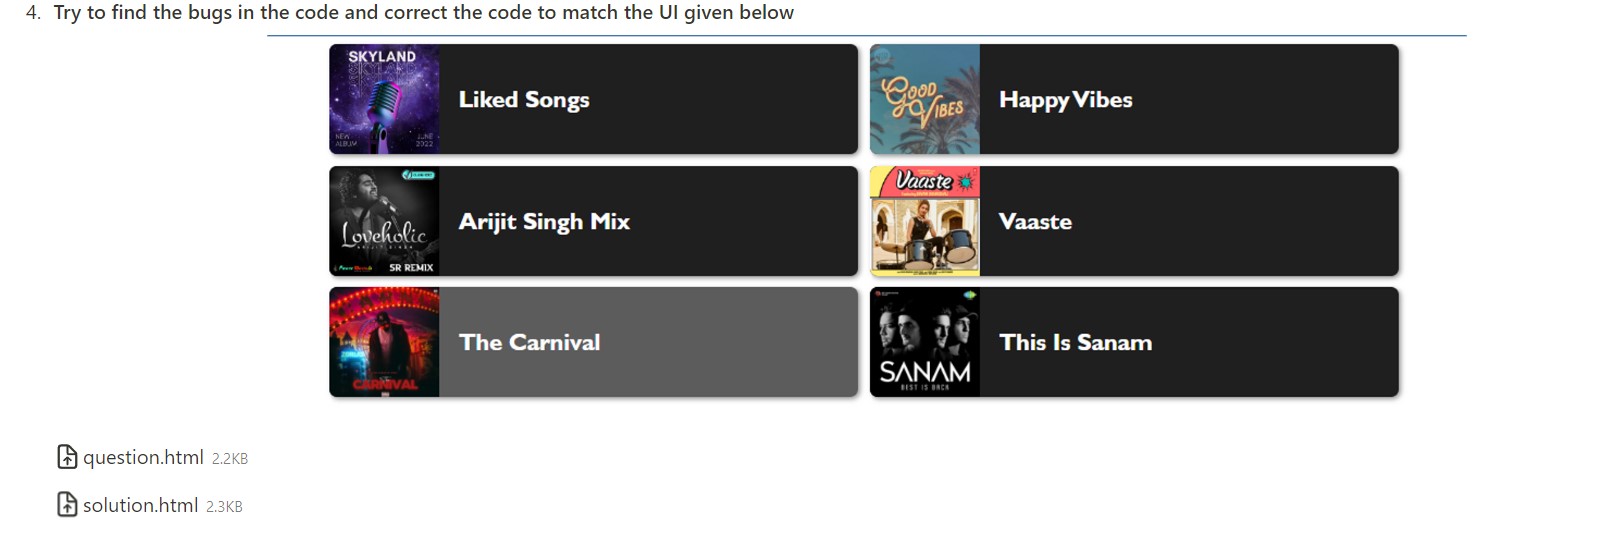 4. Try to find the bugs in the code and correct the code to match the UI given below
SKYLAND
NEW ALBUM
JUNE 2022
Liked Songs
GOOD VIBES
Happy Vibes
Loveholic
ARIJIT SINGH
SR REMIX
Arijit Singh Mix
Vaaste
Vaaste
CARNIVAL
The Carnival
SANAM
BEST IS BACK
This Is Sanam
question.html 2.2KB
solution.html 2.3KB